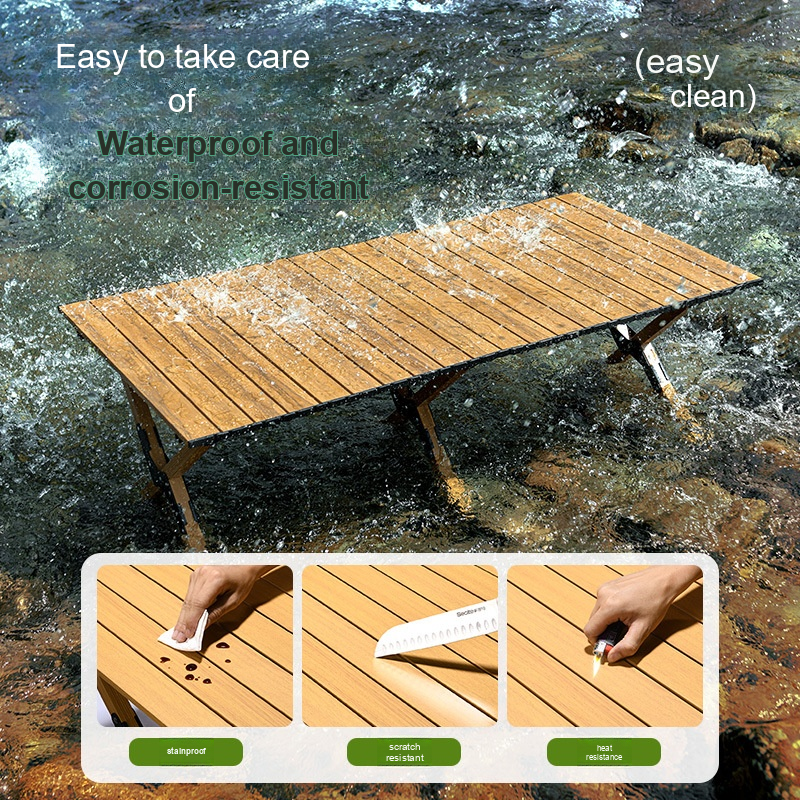 Easy to take care
of
(easy
clean)
Waterproof and
corrosion-resistant
stainproof
scratch
resistant
heat
resistance